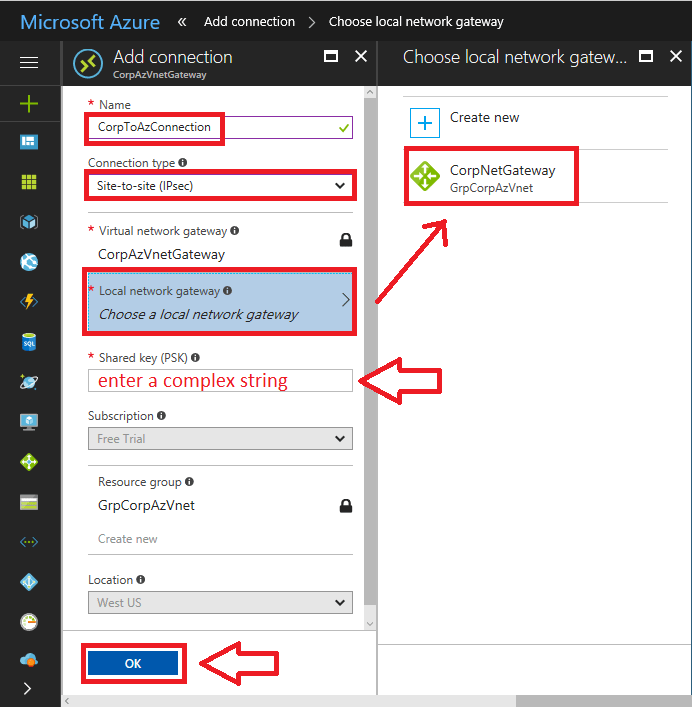 Microsoft Azure « Add connection > Choose local network gateway
Add connection
CorpAzVnetGateway
* Name
CorpToAzConnection
Connection type
Site-to-site (IPsec)
* Virtual network gateway
CorpAzVnetGateway
* Local network gateway
Choose a local network gateway
* Shared key (PSK)
enter a complex string
Subscription
Free Trial
Resource group
GrpCorpAzVnet
Create new
Location
West US
OK
Choose local network gatew...
Create new
CorpNetGateway
GrpCorpAzVnet
SQL